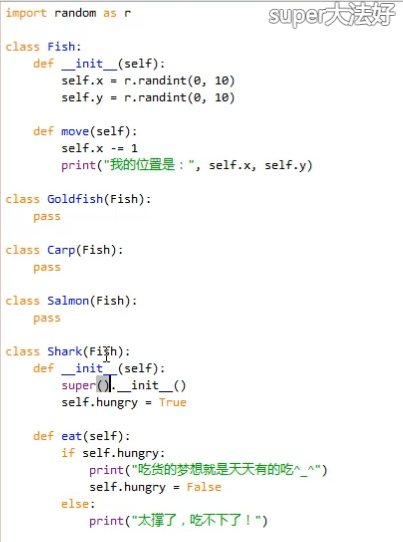 super大法好
import random as r
class Fish:
    def __init__(self):
        self.x = r.randint(0, 10)
        self.y = r.randint(0, 10)
    def move(self):
        self.x -= 1
        print("我的位置是：", self.x, self.y)
class Goldfish(Fish):
    pass
class Carp(Fish):
    pass
class Salmon(Fish):
    pass
class Shark(Fish):
    def __init__(self):
        super().__init__()
        self.hungry = True
    def eat(self):
        if self.hungry:
            print("吃货的梦想就是天天有的吃^_^")
            self.hungry = False
        else:
            print("太撑了，吃不下了！")